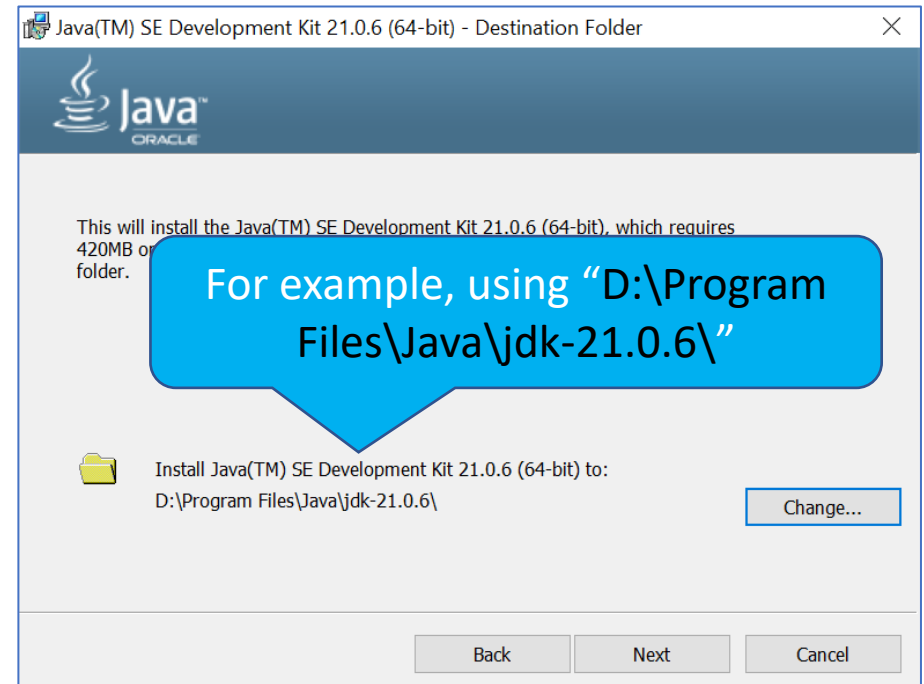 Java(TM) SE Development Kit 21.0.6 (64-bit) - Destination Folder
Java™
ORACLE
This will install the Java(TM) SE Development Kit 21.0.6 (64-bit), which requires
420MB
folder.
For example, using “D:\Program
Files\Java\jdk-21.0.6\”
Install Java(TM) SE Development Kit 21.0.6 (64-bit) to:
D:\Program Files\Java\jdk-21.0.6\
Change...
Back Next Cancel